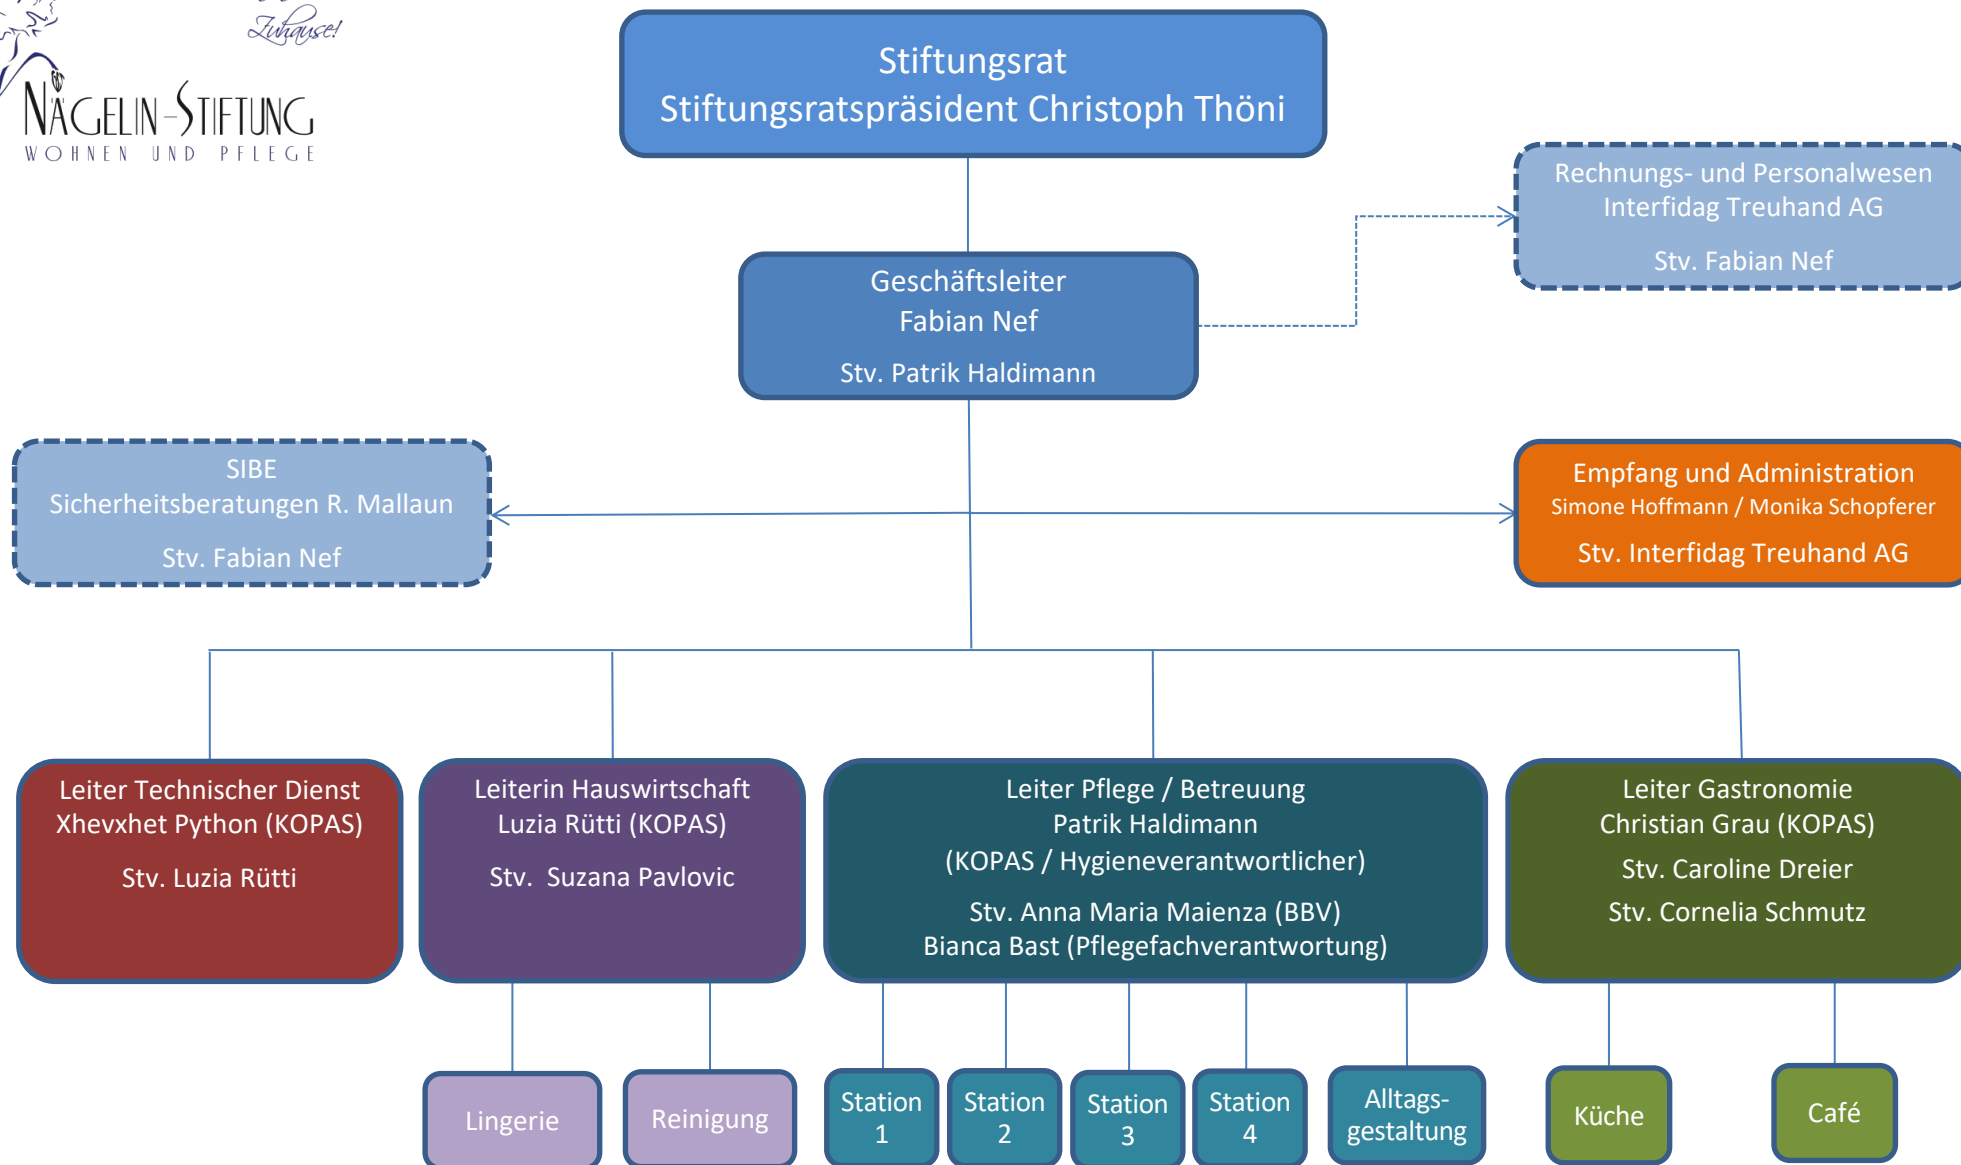 Zuhause!
NÄGELIN-STIFTUNG
WOHNEN UND PFLEGE
Stiftungsrat
Stiftungsratspräsident Christoph Thöni
Rechnungs- und Personalwesen
Interfidag Treuhand AG
Stv. Fabian Nef
Geschäftsleiter
Fabian Nef
Stv. Patrik Haldimann
SIBE
Sicherheitsberatungen R. Mallaun
Stv. Fabian Nef
Empfang und Administration
Simone Hoffmann / Monika Schopferer
Stv. Interfidag Treuhand AG
Leiter Technischer Dienst
Xhevxhet Python (KOPAS)
Stv. Luzia Rütti
Leiterin Hauswirtschaft
Luzia Rütti (KOPAS)
Stv.  Suzana Pavlovic
Leiter Pflege / Betreuung
Patrik Haldimann
(KOPAS / Hygieneverantwortlicher)
Stv. Anna Maria Maienza (BBV)
Bianca Bast (Pflegefachverantwortung)
Leiter Gastronomie
Christian Grau (KOPAS)
Stv. Caroline Dreier
Stv. Cornelia Schmutz
Lingerie
Reinigung
Station
1
Station
2
Station
3
Station
4
Alltags-
gestaltung
Küche
Café